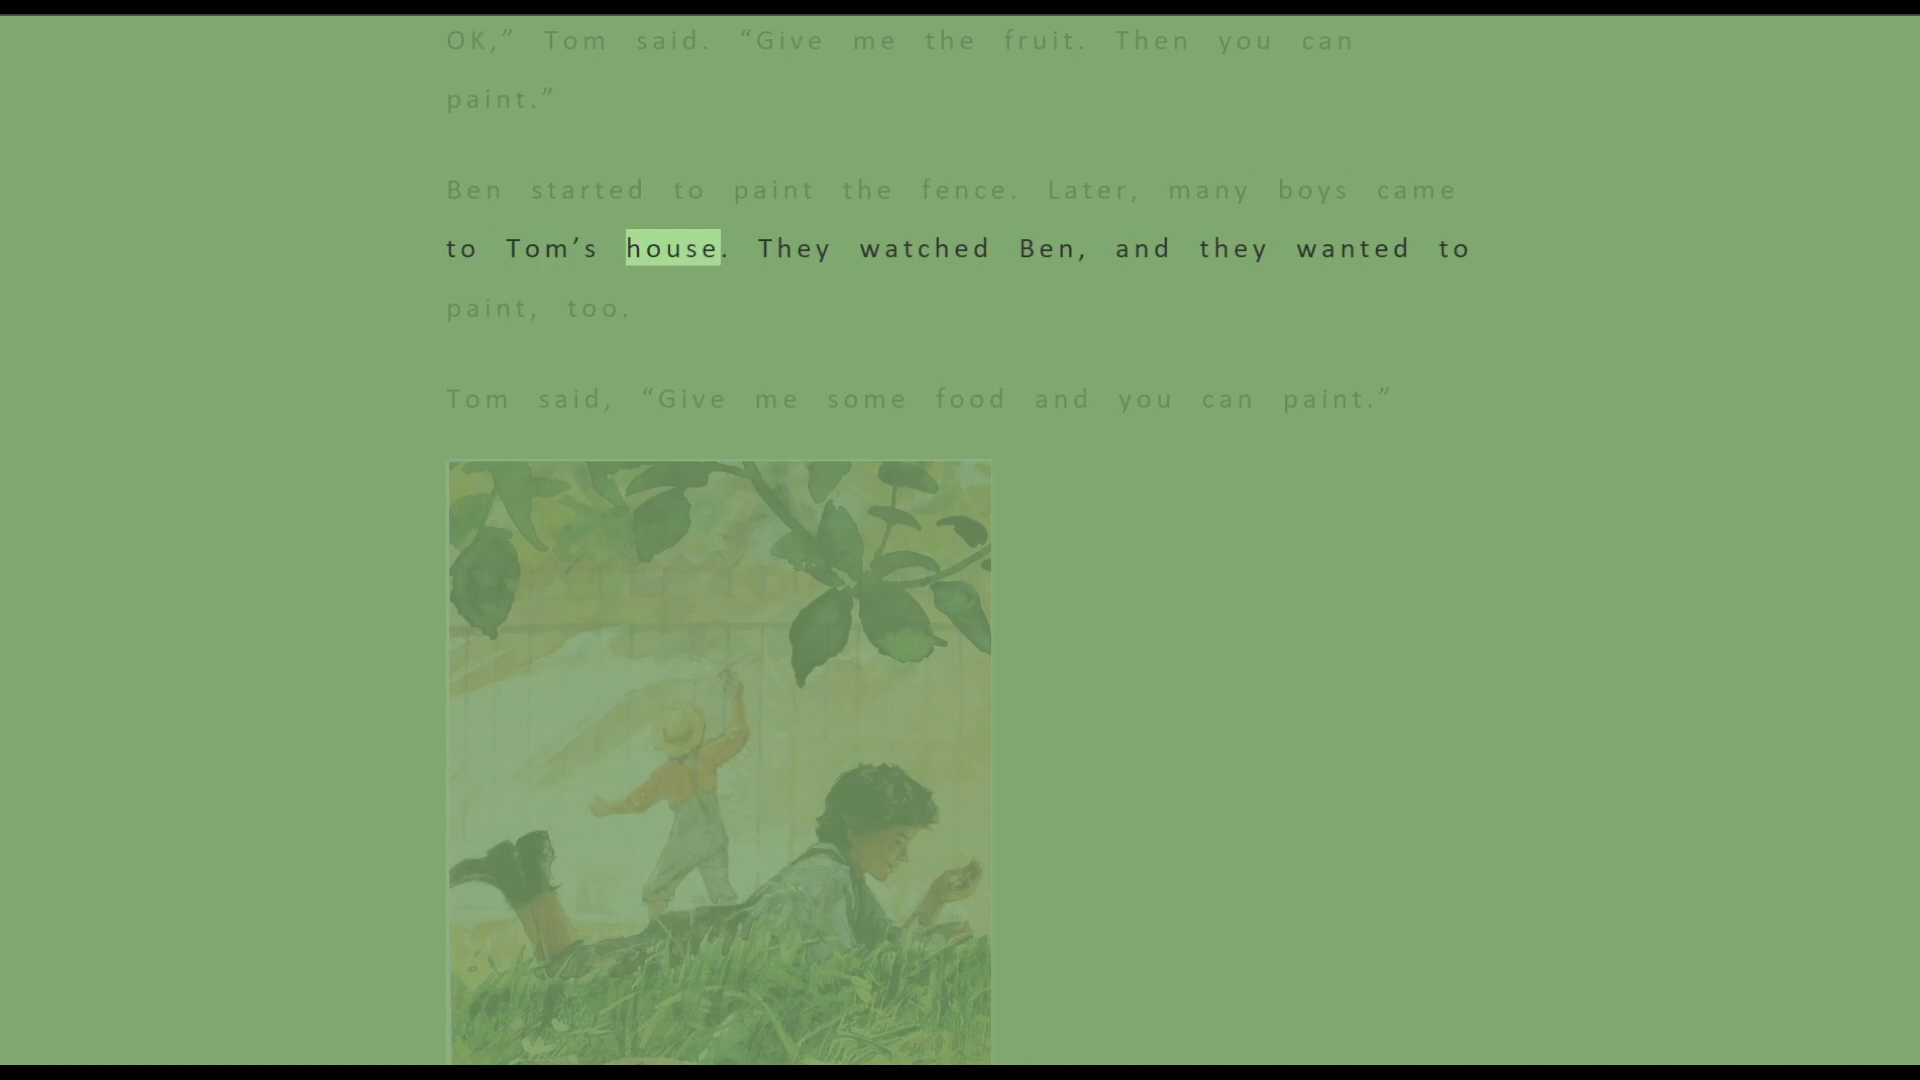 OK,” Tom said. “Give me the fruit. Then you can
paint.”
Ben started to paint the fence. Later, many boys came
to Tom’s house. They watched Ben, and they wanted to
paint, too.
Tom said, “Give me some food and you can paint.”